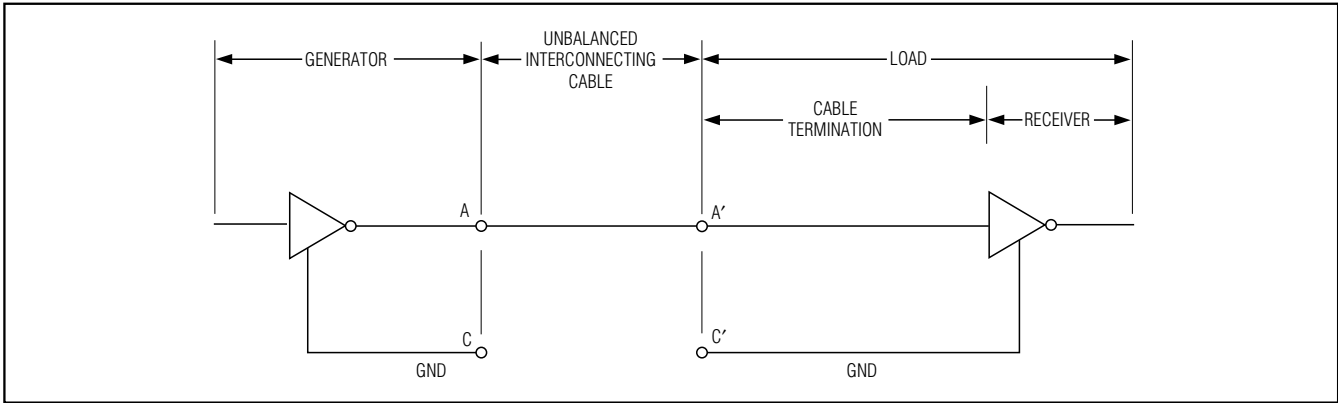 GENERATOR
UNBALANCED
INTERCONNECTING
CABLE
LOAD
CABLE
TERMINATION
RECEIVER
A
A′
C
C′
GND
GND